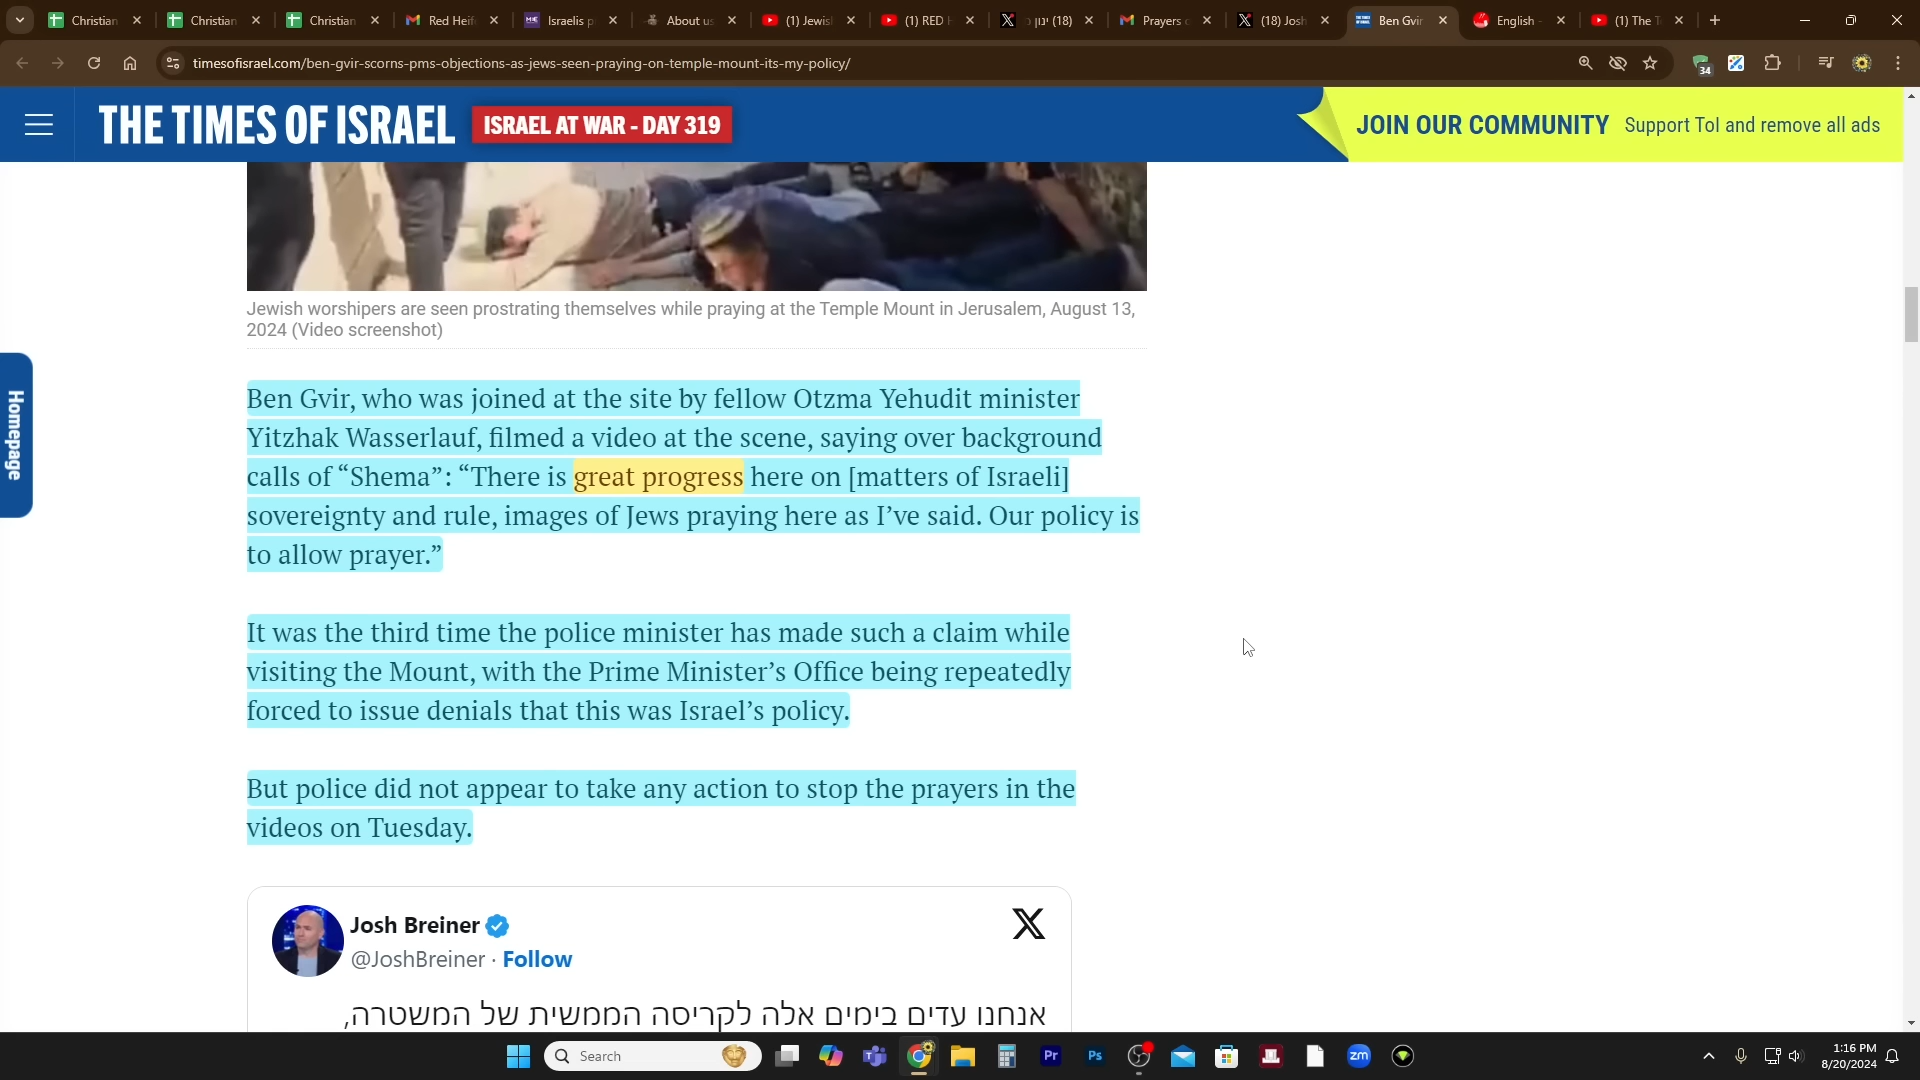 Christian
Christian
Christian
Red Heif
Israelis p
About us
(1) Jewis
(1) RED H
(18) ינון מ
Prayers o
(18) Josh
Ben Gvir
English -
(1) The T
timesofisrael.com/ben-gvir-scorns-pms-objections-as-jews-seen-praying-on-temple-mount-its-my-policy/
34
THE TIMES OF ISRAEL
ISRAEL AT WAR - DAY 319
JOIN OUR COMMUNITY Support ToI and remove all ads
Homepage
Jewish worshipers are seen prostrating themselves while praying at the Temple Mount in Jerusalem, August 13,
2024 (Video screenshot)
Ben Gvir, who was joined at the site by fellow Otzma Yehudit minister
Yitzhak Wasserlauf, filmed a video at the scene, saying over background
calls of “Shema”: “There is great progress here on [matters of Israeli]
sovereignty and rule, images of Jews praying here as I’ve said. Our policy is
to allow prayer.”
It was the third time the police minister has made such a claim while
visiting the Mount, with the Prime Minister’s Office being repeatedly
forced to issue denials that this was Israel’s policy.
But police did not appear to take any action to stop the prayers in the
videos on Tuesday.
Josh Breiner
@JoshBreiner · Follow
אנחנו עדים בימים אלה לקריסה הממשית של המשטרה,
Search
Pr
Ps
zm
1:16 PM
8/20/2024